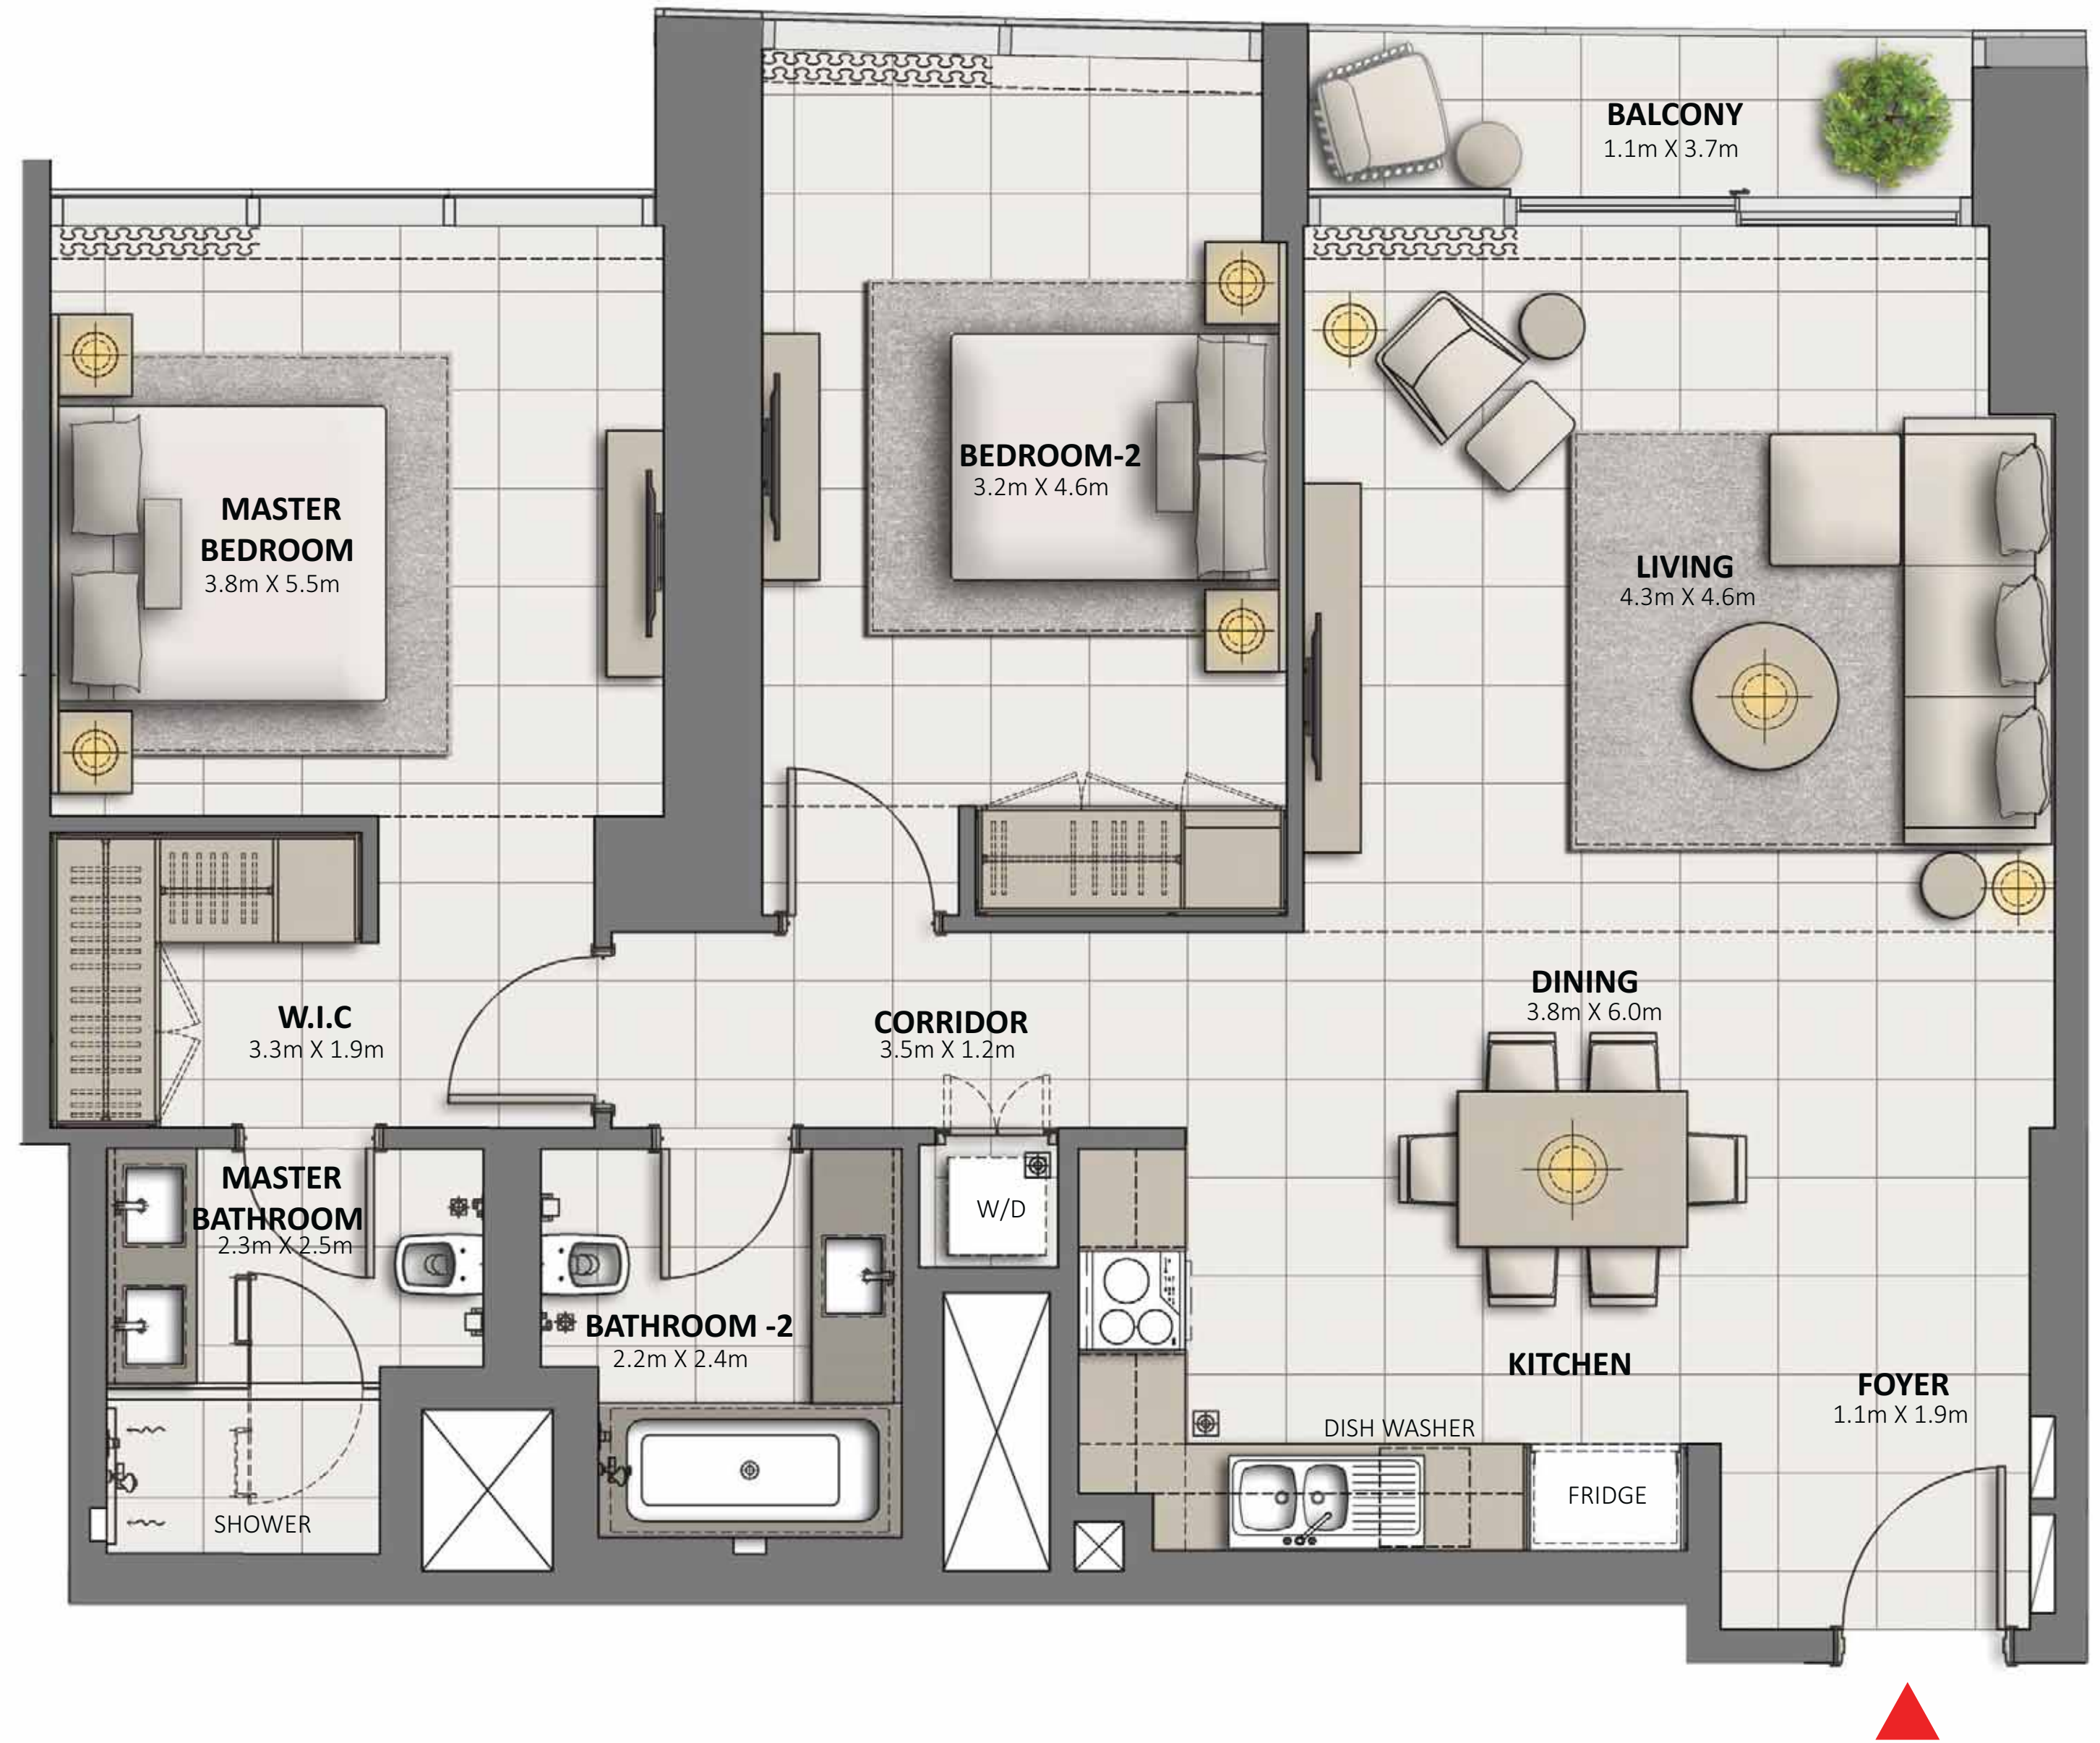 BALCONY
1.1m X 3.7m
MASTER
BEDROOM
3.8m X 5.5m
BEDROOM-2
3.2m X 4.6m
LIVING
4.3m X 4.6m
W.I.C
3.3m X 1.9m
CORRIDOR
3.5m X 1.2m
DINING
3.8m X 6.0m
MASTER
BATHROOM
2.3m X 2.5m
W/D
BATHROOM -2
2.2m X 2.4m
KITCHEN
FOYER
1.1m X 1.9m
DISH WASHER
FRIDGE
SHOWER